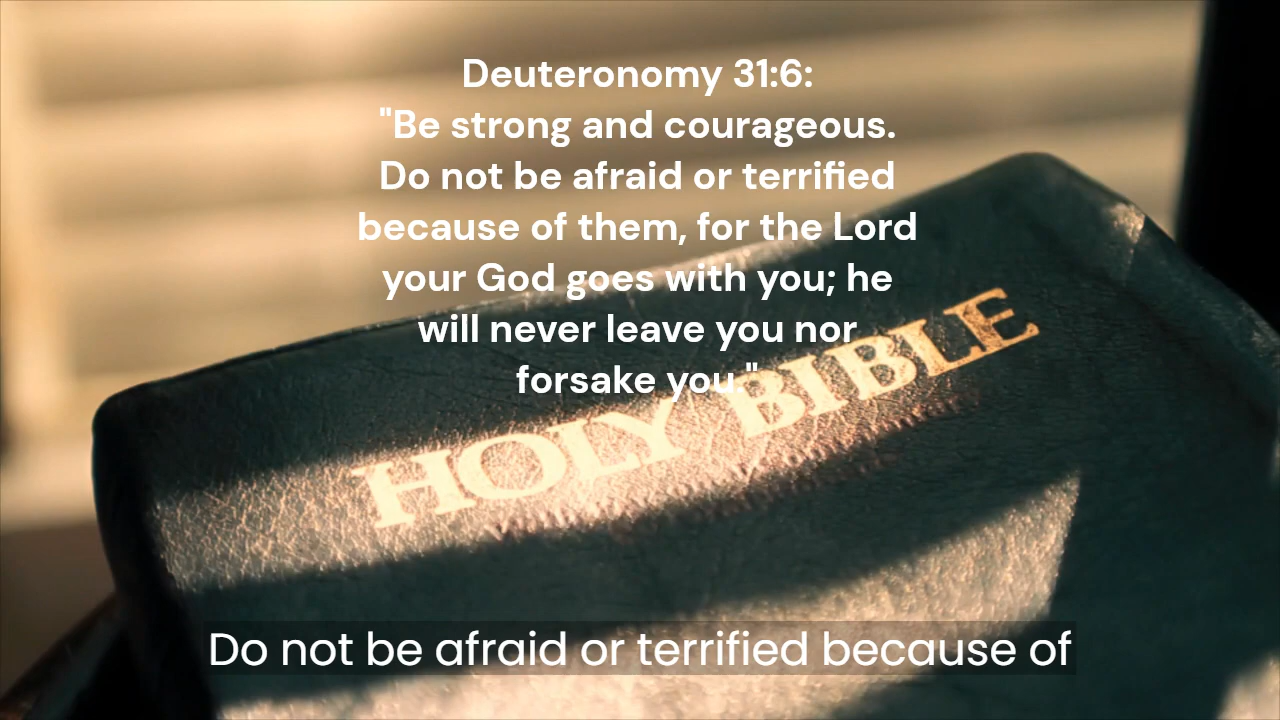 Deuteronomy 31:6:
"Be strong and courageous.
Do not be afraid or terrified
because of them, for the Lord
your God goes with you; he
will never leave you nor
forsake you."
HOLY BIBLE
Do not be afraid or terrified because of